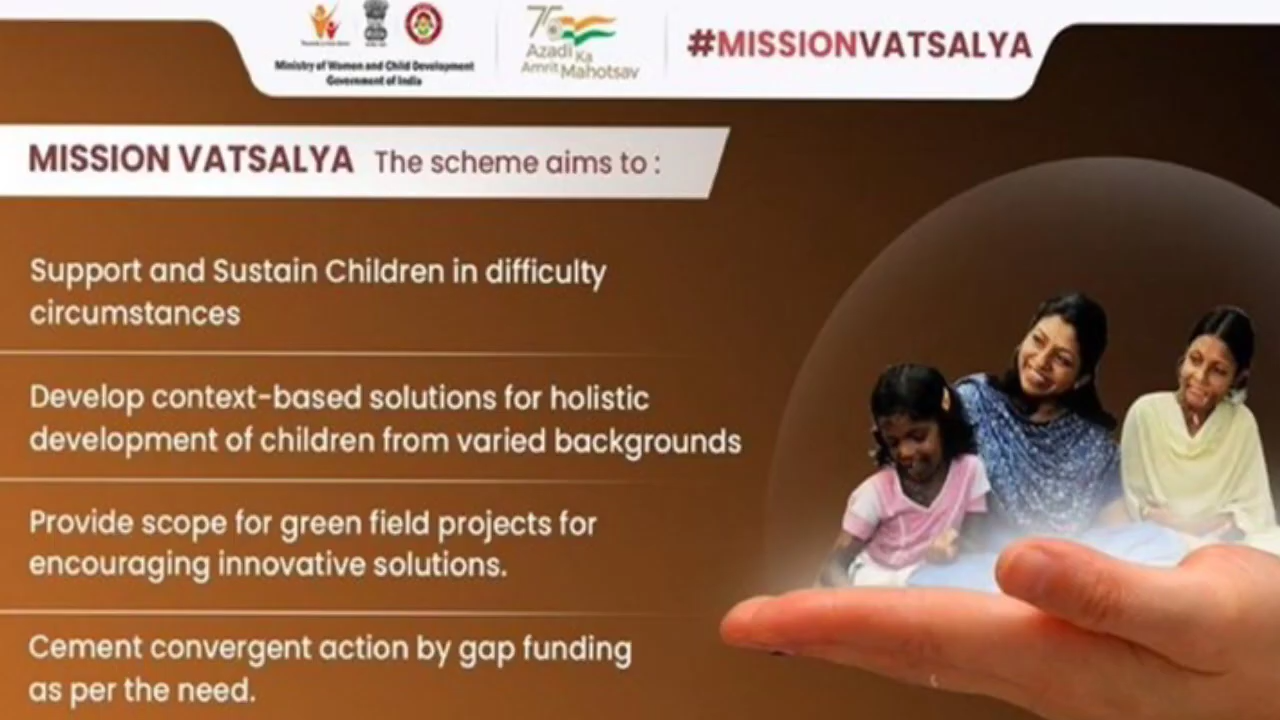 Ministry of Women and Child Development
Government of India
75
Azadi Ka
Amrit Mahotsav
#MISSIONVATSALYA
MISSION VATSALYA The scheme aims to :
Support and Sustain Children in difficulty
circumstances
Develop context-based solutions for holistic
development of children from varied backgrounds
Provide scope for green field projects for
encouraging innovative solutions.
Cement convergent action by gap funding
as per the need.